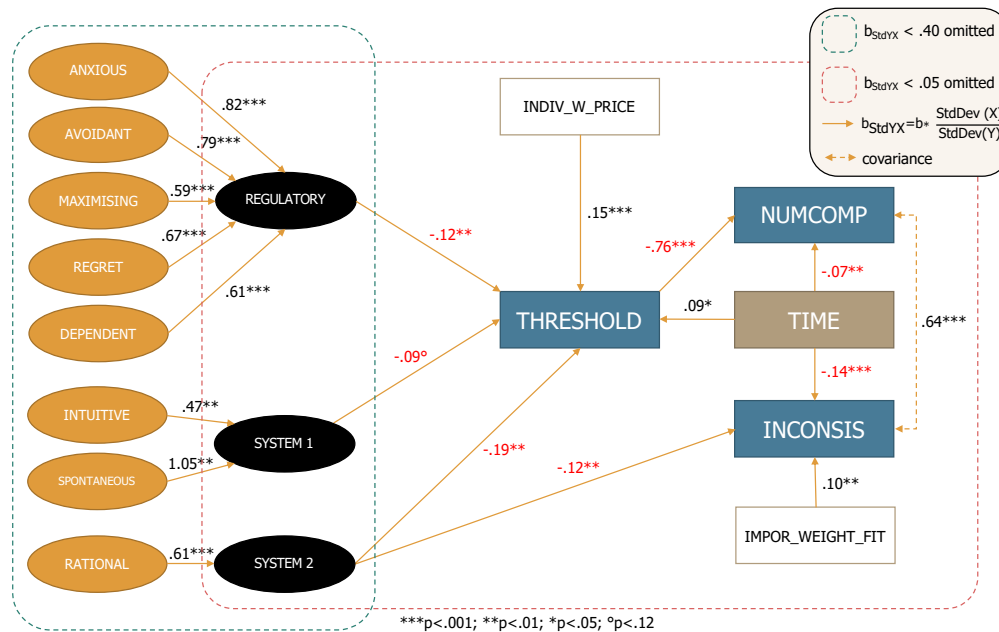 ANXIOUS
AVOIDANT
MAXIMISING
REGRET
DEPENDENT
INTUITIVE
SPONTANEOUS
RATIONAL
.82***
.79***
.59***
.67***
.61***
.47**
1.05**
.61***
REGULATORY
SYSTEM 1
SYSTEM 2
-.12**
-.09°
-.19**
-.12**
INDIV_W_PRICE
.15***
THRESHOLD
-.76***
.09*
NUMCOMP
-.07**
TIME
-.14***
INCONSIS
.64***
.10**
IMPOR_WEIGHT_FIT
bStdYX < .40 omitted
bStdYX < .05 omitted
bStdYX=b* StdDev (X)
StdDev(Y)
covariance
***p<.001; **p<.01; *p<.05; °p<.12